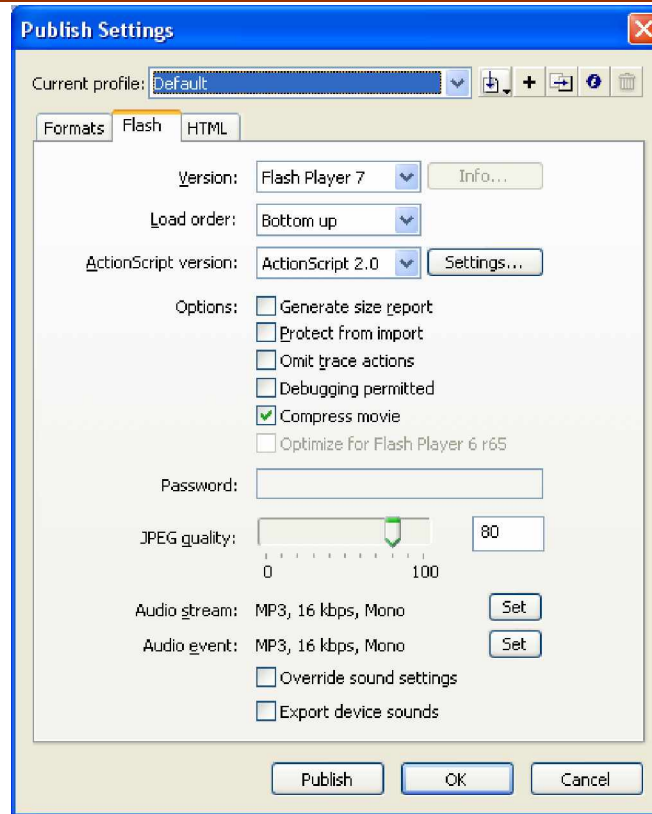 Publish Settings
Current profile: Default
Formats Flash HTML
Version: Flash Player 7 Info...
Load order: Bottom up
ActionScript version: ActionScript 2.0 Settings...
Options: Generate size report
Protect from import
Omit trace actions
Debugging permitted
Compress movie
Optimize for Flash Player 6 r65
Password:
JPEG quality: 80
0 100
Audio stream: MP3, 16 kbps, Mono Set
Audio event: MP3, 16 kbps, Mono Set
Override sound settings
Export device sounds
Publish OK Cancel